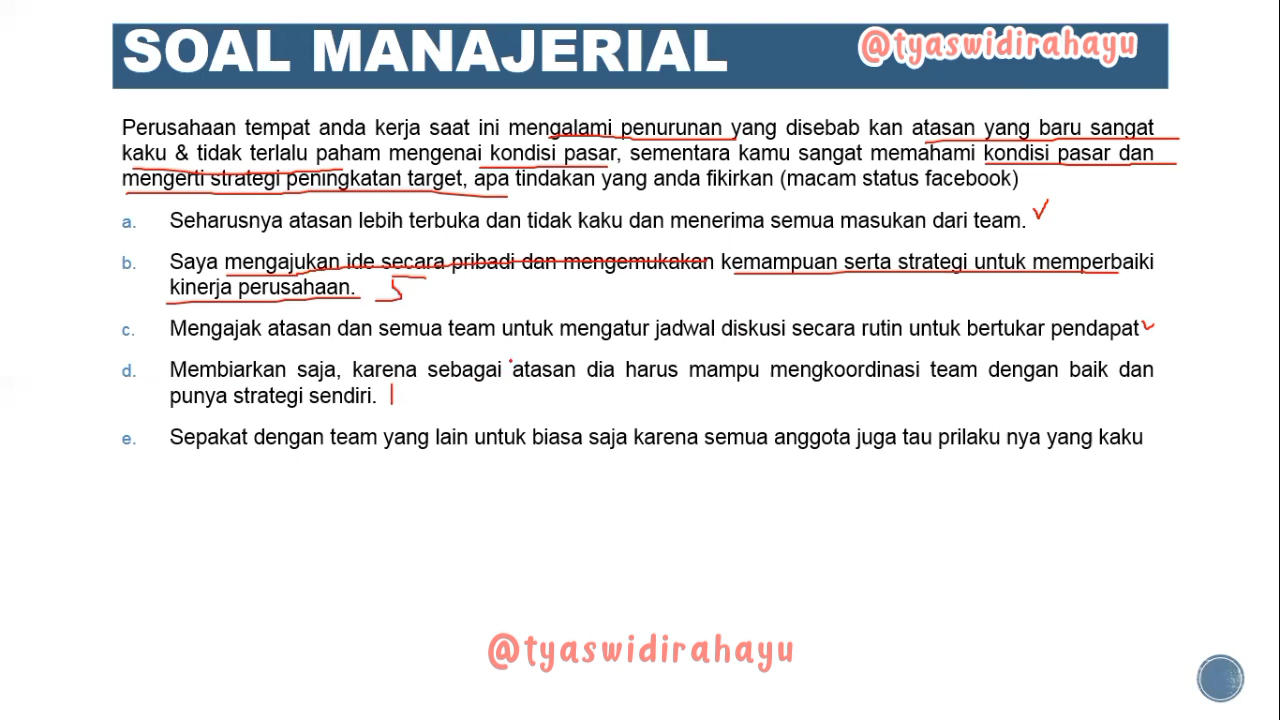 SOAL MANAJERIAL
@tyaswidirahayu
Perusahaan tempat anda kerja saat ini mengalami penurunan yang disebab kan atasan yang baru sangat
kaku & tidak terlalu paham mengenai kondisi pasar, sementara kamu sangat memahami kondisi pasar dan
mengerti strategi peningkatan target, apa tindakan yang anda fikirkan (macam status facebook)
a. Seharusnya atasan lebih terbuka dan tidak kaku dan menerima semua masukan dari team.
b. Saya mengajukan ide secara pribadi dan mengemukakan kemampuan serta strategi untuk memperbaiki
kinerja perusahaan. 5
c. Mengajak atasan dan semua team untuk mengatur jadwal diskusi secara rutin untuk bertukar pendapat
d. Membiarkan saja, karena sebagai atasan dia harus mampu mengkoordinasi team dengan baik dan
punya strategi sendiri. 1
e. Sepakat dengan team yang lain untuk biasa saja karena semua anggota juga tau prilaku nya yang kaku
@tyaswidirahayu